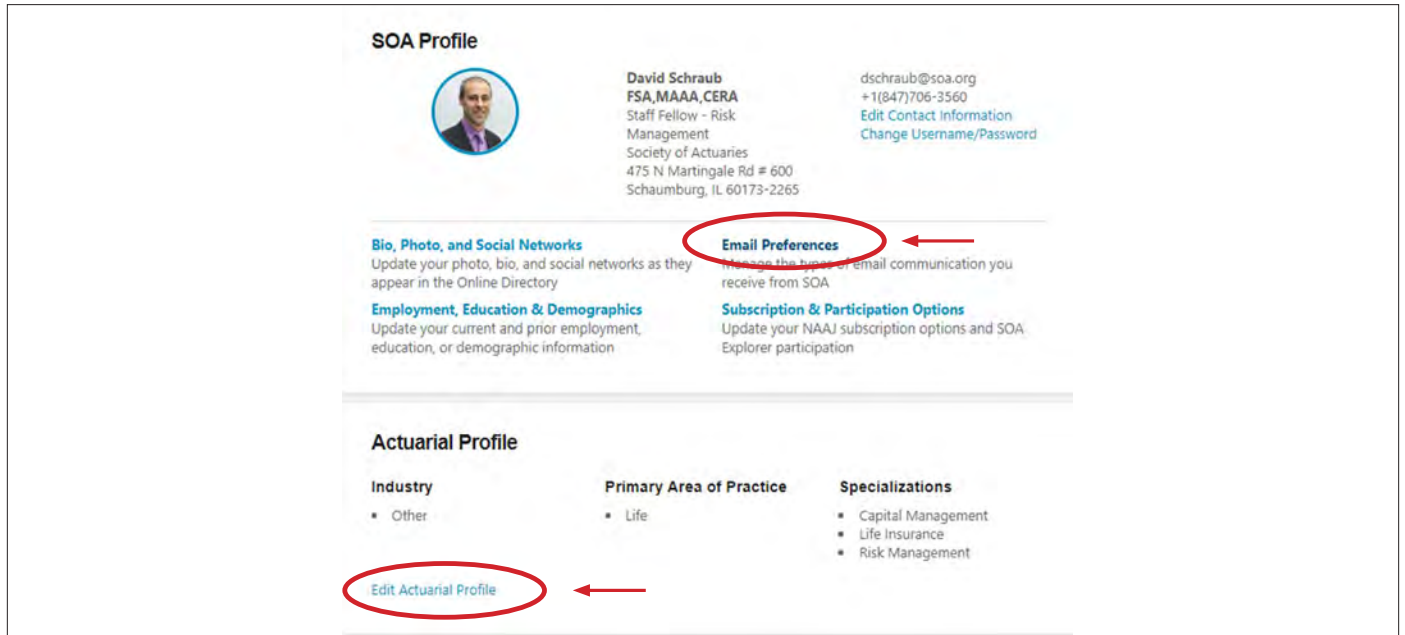 SOA Profile
David Schraub
FSA,MAAA,CERA
Staff Fellow - Risk
Management
Society of Actuaries
475 N Martingale Rd # 600
Schaumburg, IL 60173-2265
dschraub@soa.org
+1(847)706-3560
Edit Contact Information
Change Username/Password
Bio, Photo, and Social Networks
Update your photo, bio, and social networks as they
appear in the Online Directory
Email Preferences
Manage the types of email communication you
receive from SOA
Employment, Education & Demographics
Update your current and prior employment,
education, or demographic information
Subscription & Participation Options
Update your NAAJ subscription options and SOA
Explorer participation
Actuarial Profile
Industry
▪ Other
Primary Area of Practice
▪ Life
Specializations
▪ Capital Management
▪ Life Insurance
▪ Risk Management
Edit Actuarial Profile